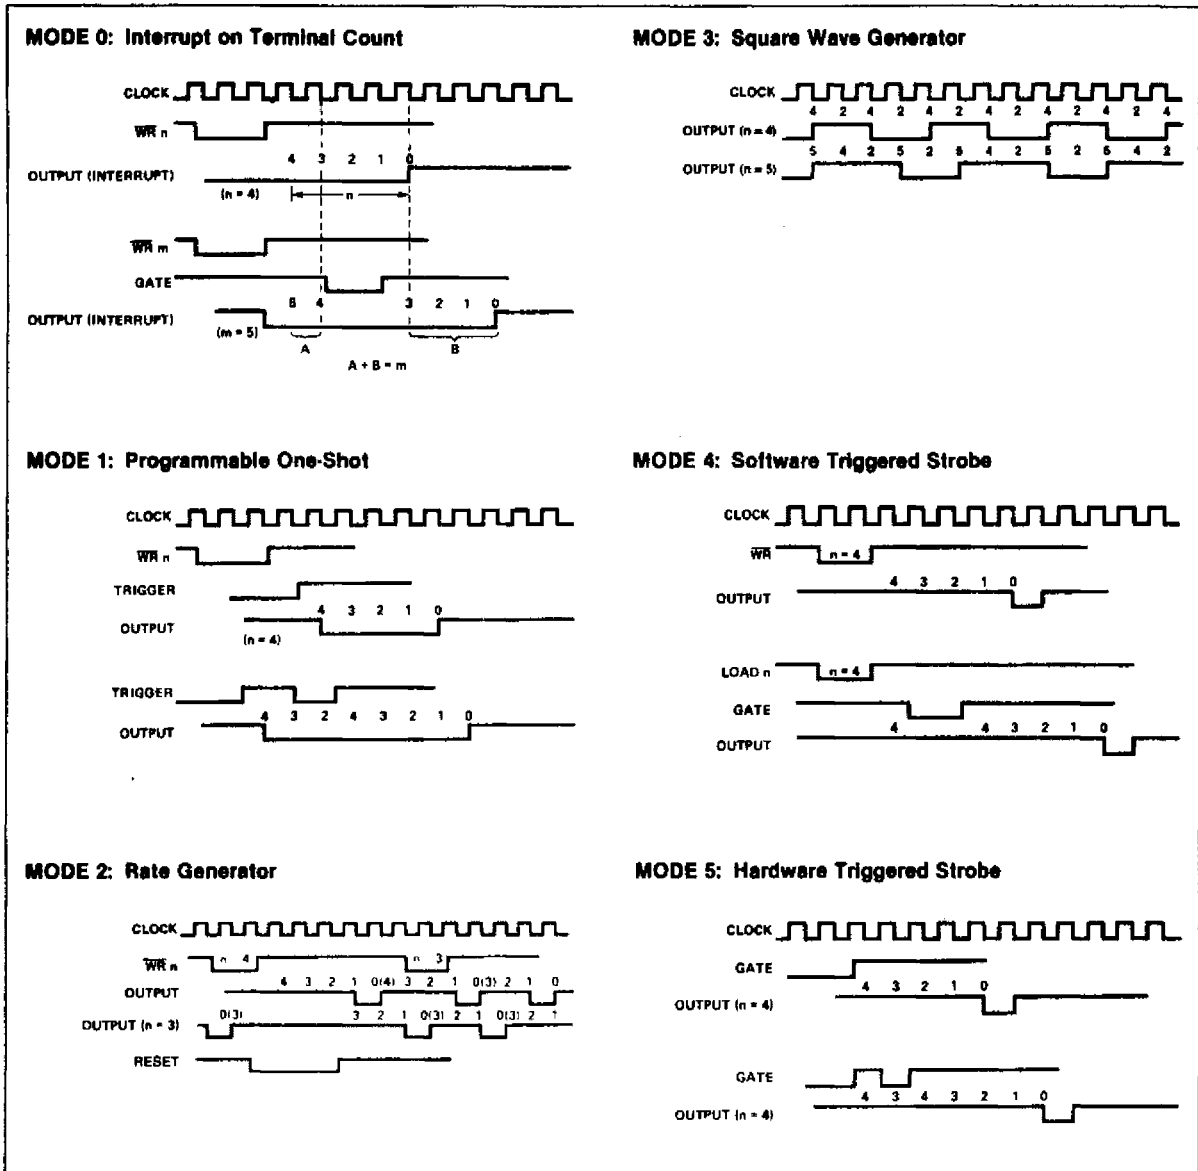 MODE 0: Interrupt on Terminal Count
CLOCK
WR n
4 3 2 1 0
OUTPUT (INTERRUPT)
(n = 4)
n
WR m
GATE
5 4 3 2 1 0
OUTPUT (INTERRUPT)
(m = 5)
A
B
A + B = m
MODE 3: Square Wave Generator
CLOCK
4 2 4 2 4 2 4 2 4 2 4 2 4
OUTPUT (n = 4)
5 4 2 5 2 5 4 2 5 2 5 4 2
OUTPUT (n = 5)
MODE 1: Programmable One-Shot
CLOCK
WR n
TRIGGER
4 3 2 1 0
OUTPUT
(n = 4)
TRIGGER
4 3 2 4 3 2 1 0
OUTPUT
MODE 4: Software Triggered Strobe
CLOCK
WR
n = 4
4 3 2 1 0
OUTPUT
LOAD n
n = 4
GATE
4 4 3 2 1 0
OUTPUT
MODE 2: Rate Generator
CLOCK
WR n
n 4
n 3
4 3 2 1 0(4) 3 2 1 0(3) 2 1 0
OUTPUT
0(3) 3 2 1 0(3) 2 1 0(3) 2 1
OUTPUT (n = 3)
RESET
MODE 5: Hardware Triggered Strobe
CLOCK
GATE
4 3 2 1 0
OUTPUT (n = 4)
GATE
4 3 4 3 2 1 0
OUTPUT (n = 4)